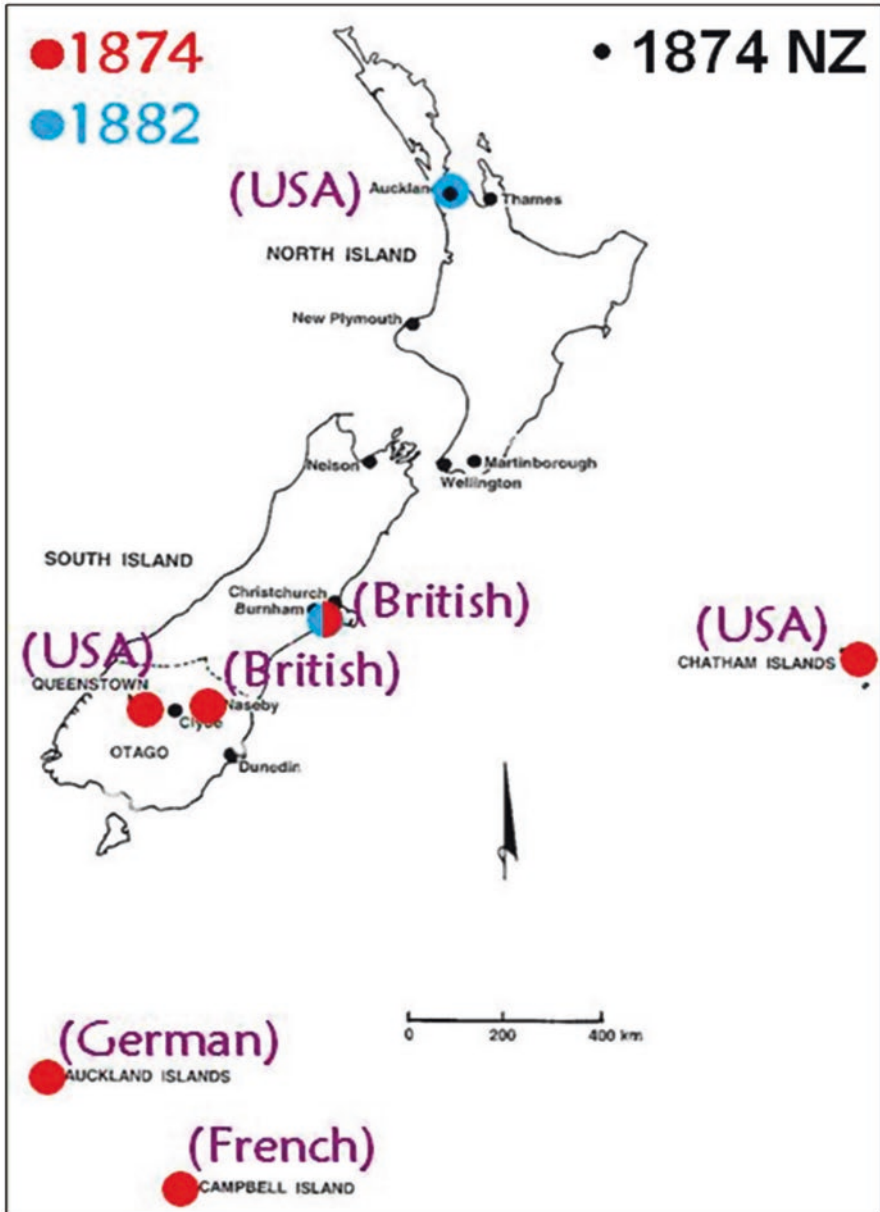 1874
1882
1874 NZ
(USA)
Aucklan
Thames
NORTH ISLAND
New Plymouth
Nelson
Martinborough
Wellington
SOUTH ISLAND
Christchurch
Burnham
(British)
(USA)
CHATHAM ISLANDS
(USA)
QUEENSTOWN
(British)
Naseby
Clyde
OTAGO
Dunedin
0 200 400 km
(German)
AUCKLAND ISLANDS
(French)
CAMPBELL ISLAND